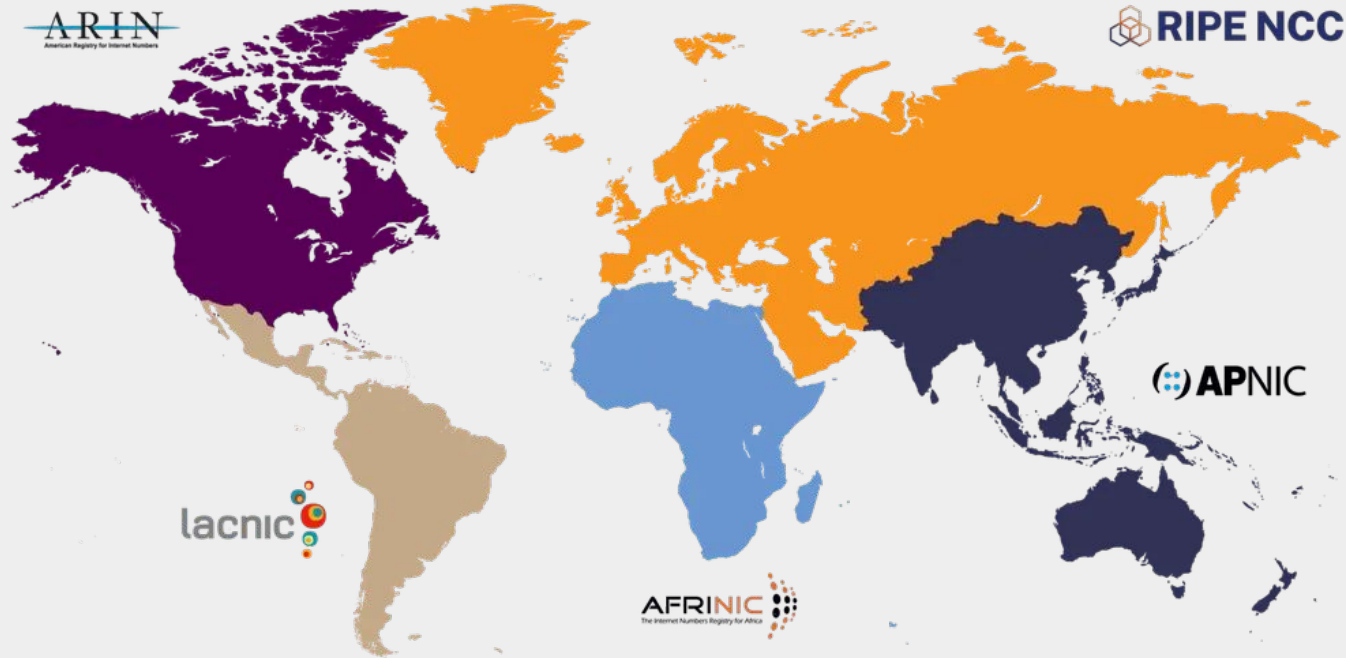 ARIN
American Registry for Internet Numbers
RIPE NCC
APNIC
lacnic
AFRINIC
The Internet Numbers Registry for Africa